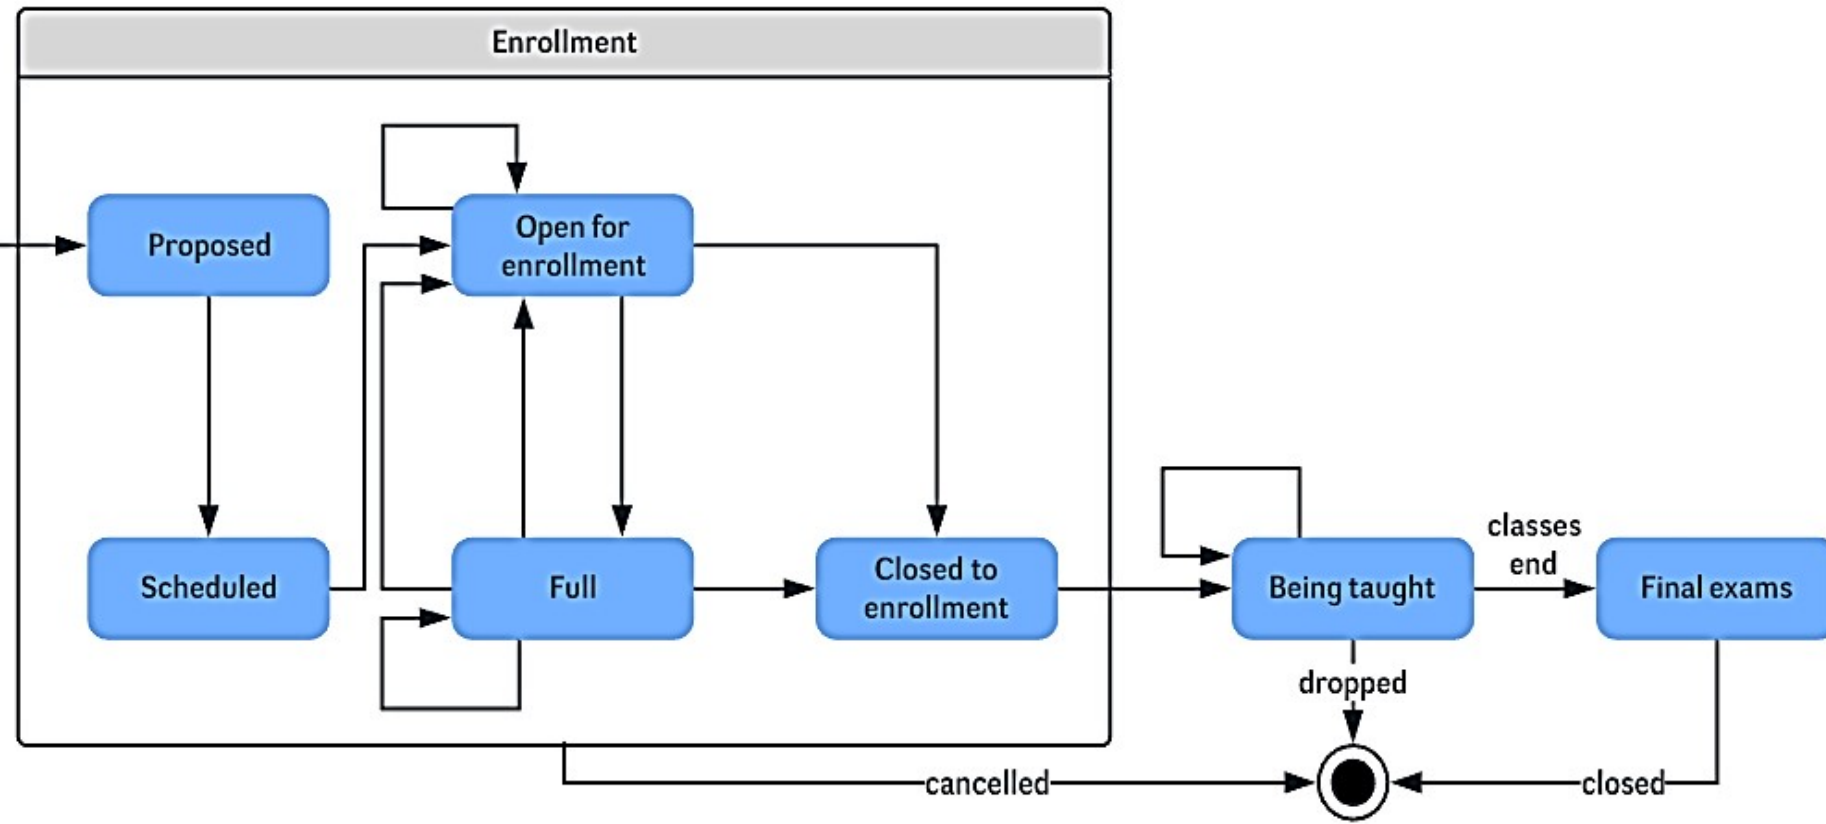 Enrollment
Proposed
Open for
enrollment
Scheduled
Full
Closed to
enrollment
Being taught
classes
end
Final exams
dropped
cancelled
closed